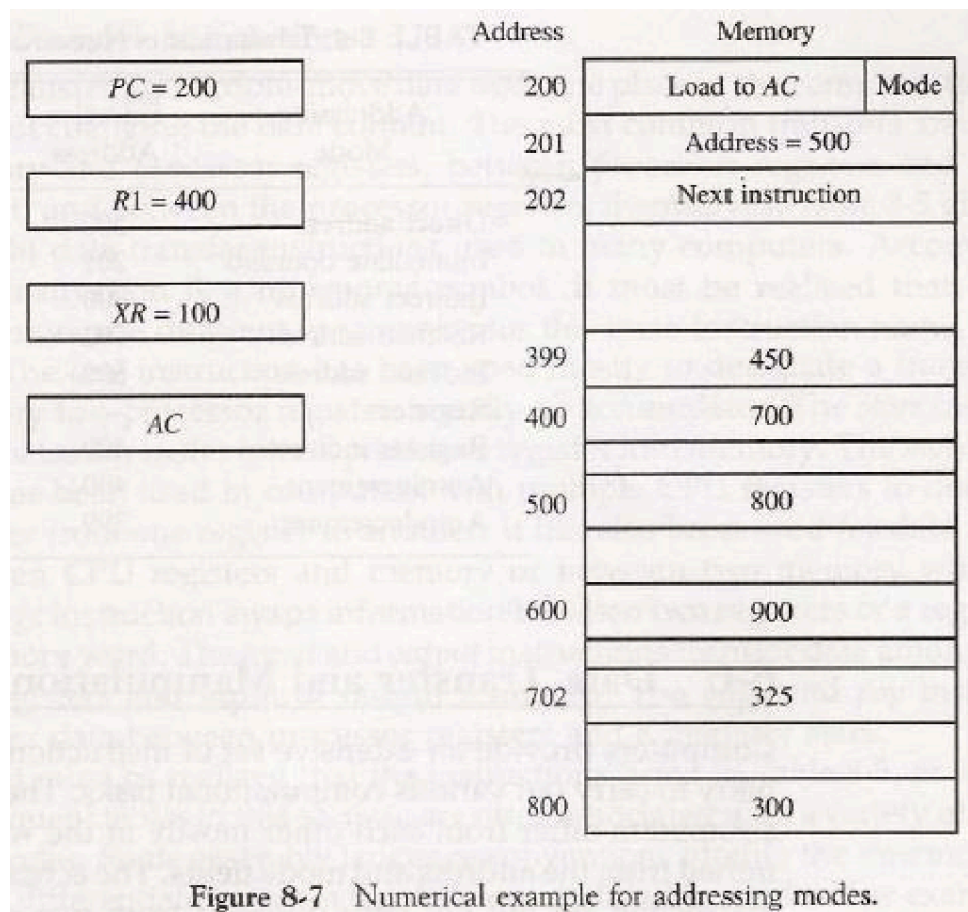 Address Memory
PC = 200
200 Load to AC Mode
201 Address = 500
R1 = 400
202 Next instruction
XR = 100
399 450
AC
400 700
500 800
600 900
702 325
800 300
Figure 8-7 Numerical example for addressing modes.